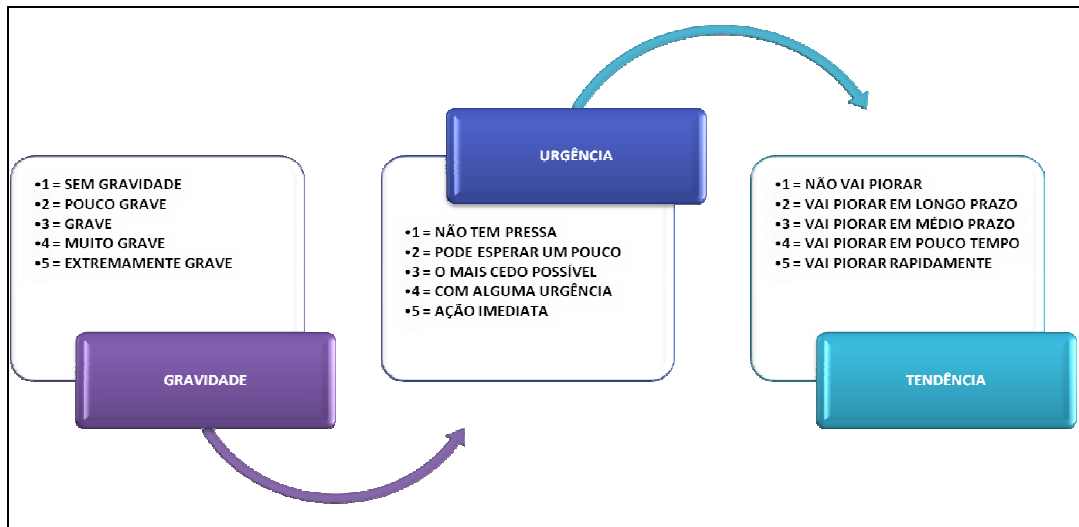 •1 = SEM GRAVIDADE
•2 = POUCO GRAVE
•3 = GRAVE
•4 = MUITO GRAVE
•5 = EXTREMAMENTE GRAVE
GRAVIDADE
URGÊNCIA
•1 = NÃO TEM PRESSA
•2 = PODE ESPERAR UM POUCO
•3 = O MAIS CEDO POSSÍVEL
•4 = COM ALGUMA URGÊNCIA
•5 = AÇÃO IMEDIATA
•1 = NÃO VAI PIORAR
•2 = VAI PIORAR EM LONGO PRAZO
•3 = VAI PIORAR EM MÉDIO PRAZO
•4 = VAI PIORAR EM POUCO TEMPO
•5 = VAI PIORAR RAPIDAMENTE
TENDÊNCIA